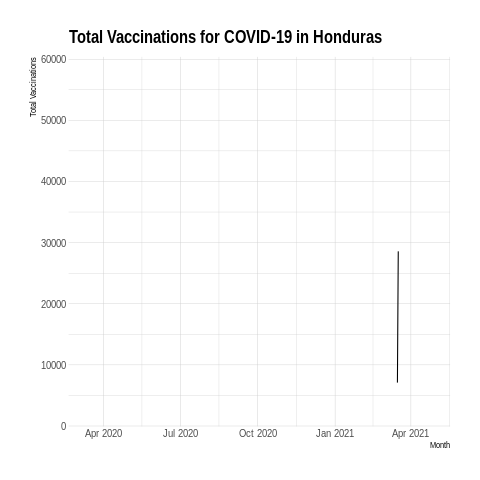 Total Vaccinations for COVID-19 in Honduras
Total Vaccinations
60000
50000
40000
30000
20000
10000
0
Apr 2020 Jul 2020 Oct 2020 Jan 2021 Apr 2021
Month